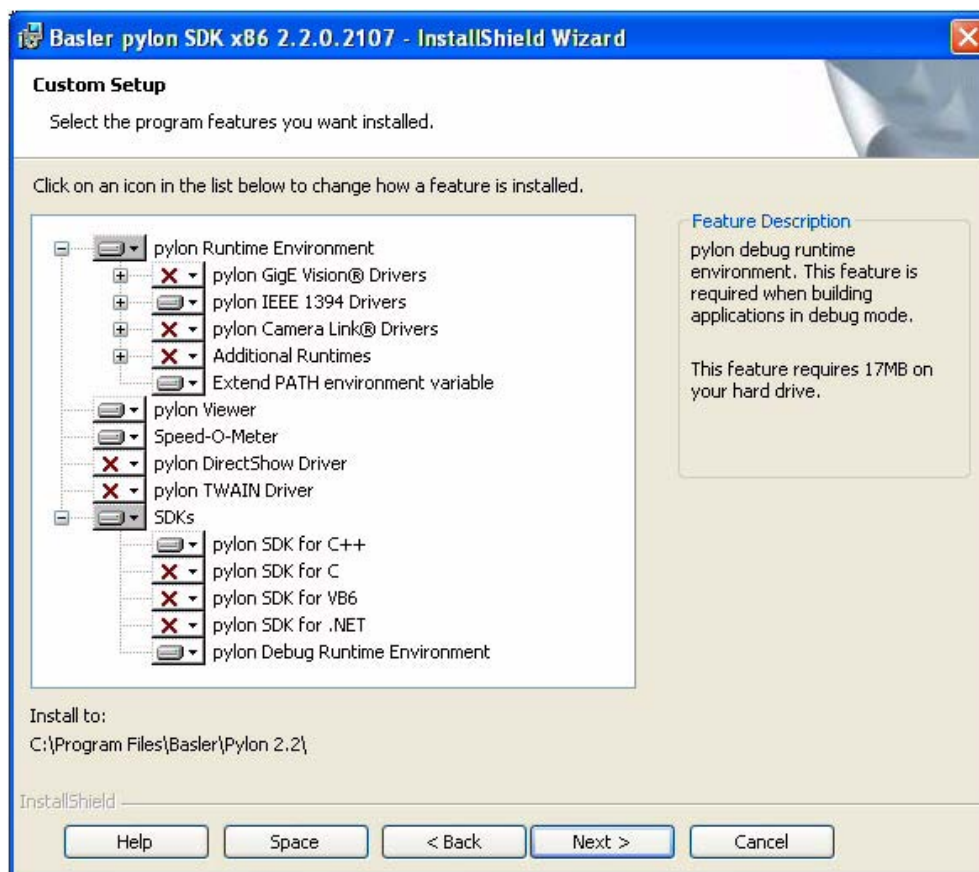 Basler pylon SDK x86 2.2.0.2107 - InstallShield Wizard
Custom Setup
Select the program features you want installed.
Click on an icon in the list below to change how a feature is installed.
pylon Runtime Environment
pylon GigE Vision® Drivers
pylon IEEE 1394 Drivers
pylon Camera Link® Drivers
Additional Runtimes
Extend PATH environment variable
pylon Viewer
Speed-O-Meter
pylon DirectShow Driver
pylon TWAIN Driver
SDKs
pylon SDK for C++
pylon SDK for C
pylon SDK for VB6
pylon SDK for .NET
pylon Debug Runtime Environment
Feature Description
pylon debug runtime
environment. This feature is
required when building
applications in debug mode.
This feature requires 17MB on
your hard drive.
Install to:
C:\Program Files\Basler\Pylon 2.2\
InstallShield
Help
Space
< Back
Next >
Cancel